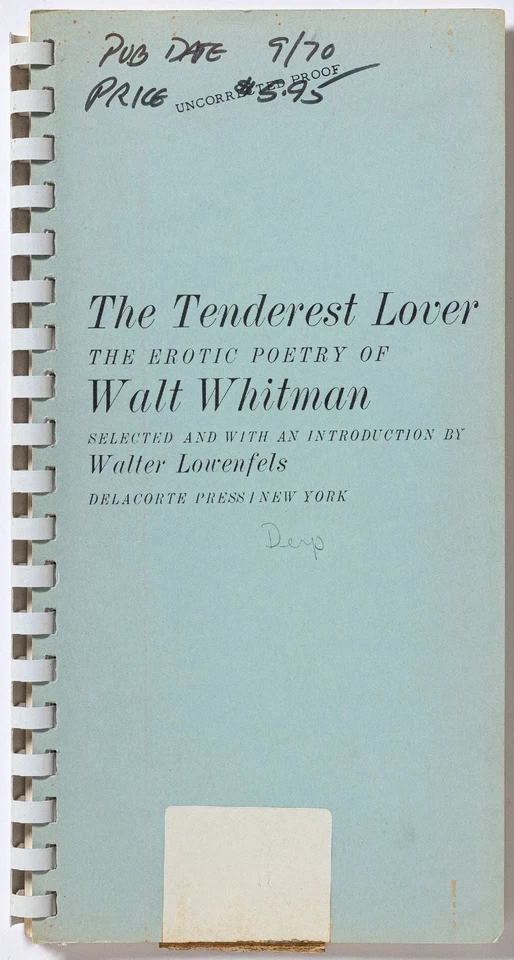 PUB DATE 9/70
PRICE $5.95
UNCORRECTED PROOF
The Tenderest Lover
THE EROTIC POETRY OF
Walt Whitman
SELECTED AND WITH AN INTRODUCTION BY
Walter Lowenfels
DELACORTE PRESS / NEW YORK